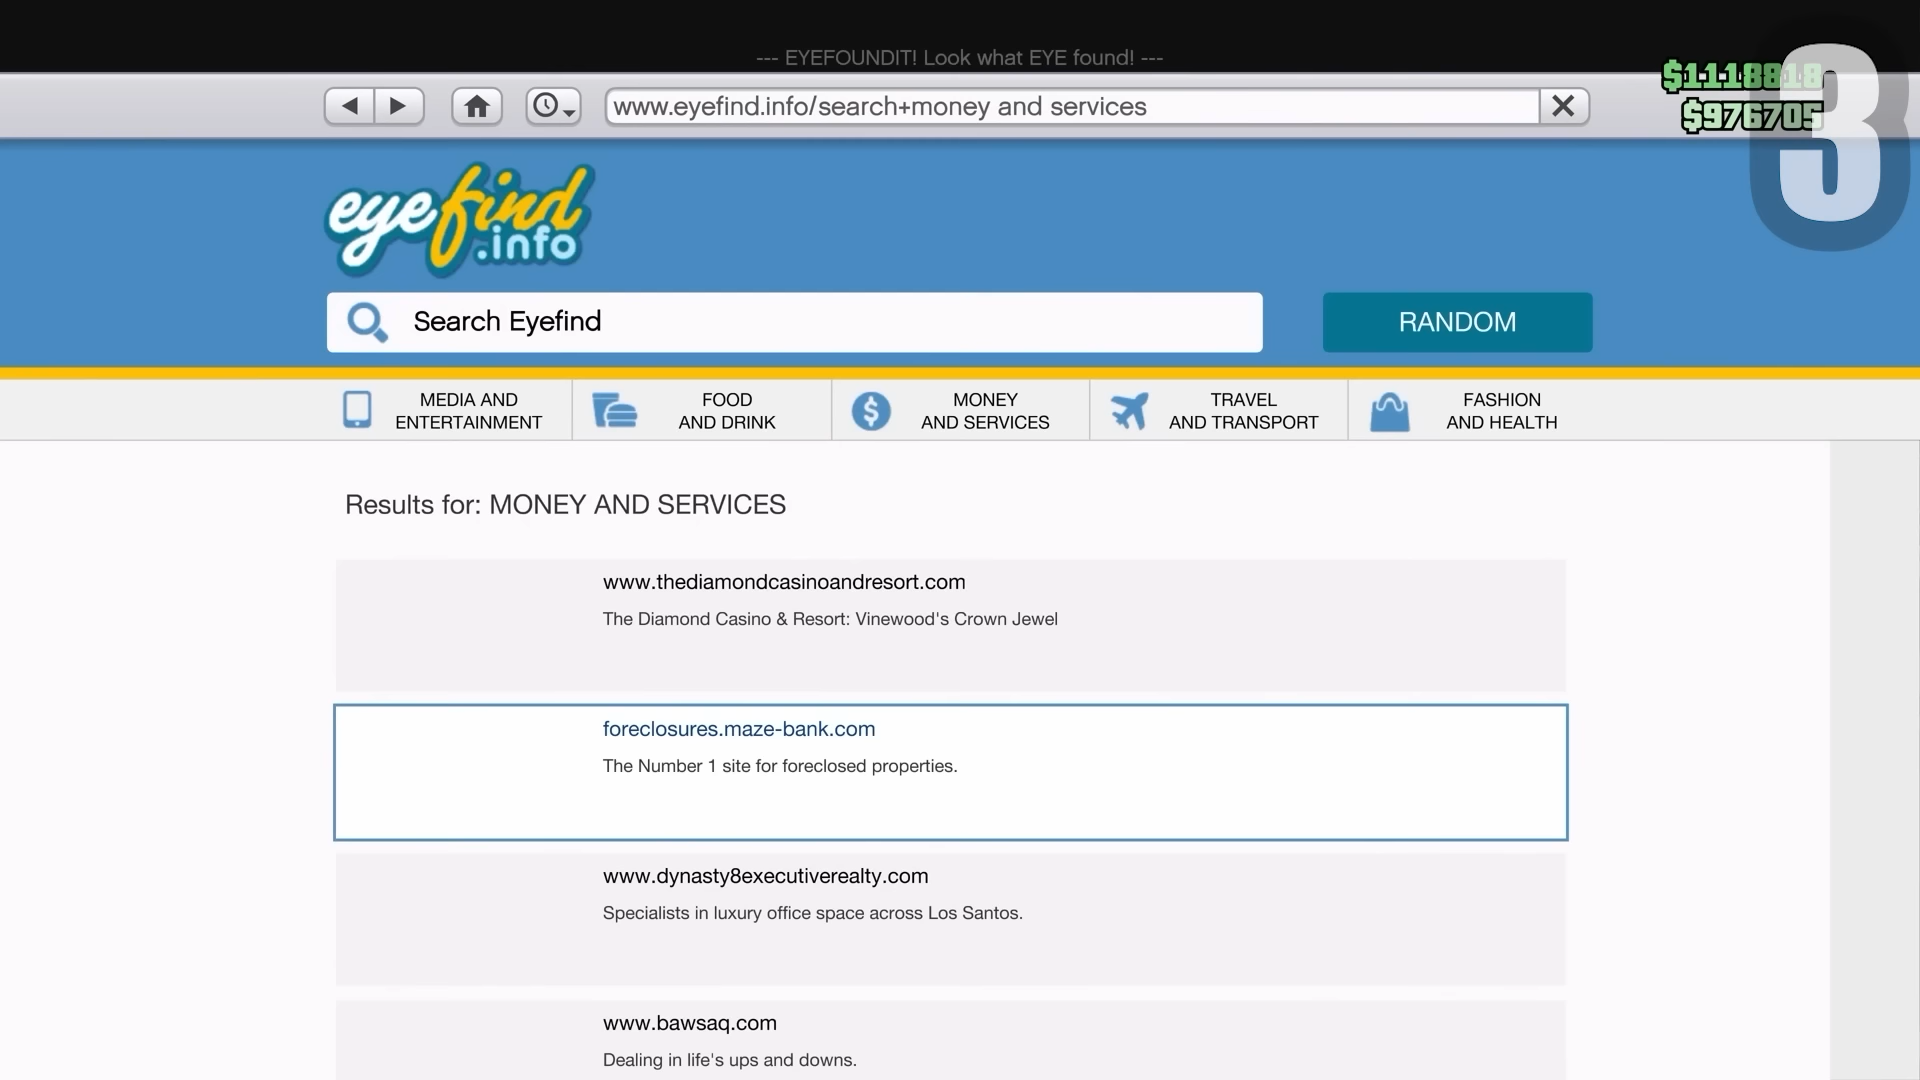 --- EYEFOUNDIT! Look what EYE found! ---
www.eyefind.info/search+money and services
$1118818
$976705
3
eyefind
.info
Search Eyefind
RANDOM
MEDIA AND
ENTERTAINMENT
FOOD
AND DRINK
MONEY
AND SERVICES
TRAVEL
AND TRANSPORT
FASHION
AND HEALTH
Results for: MONEY AND SERVICES
www.thediamondcasinoandresort.com
The Diamond Casino & Resort: Vinewood's Crown Jewel
foreclosures.maze-bank.com
The Number 1 site for foreclosed properties.
www.dynasty8executiverealty.com
Specialists in luxury office space across Los Santos.
www.bawsaq.com
Dealing in life's ups and downs.